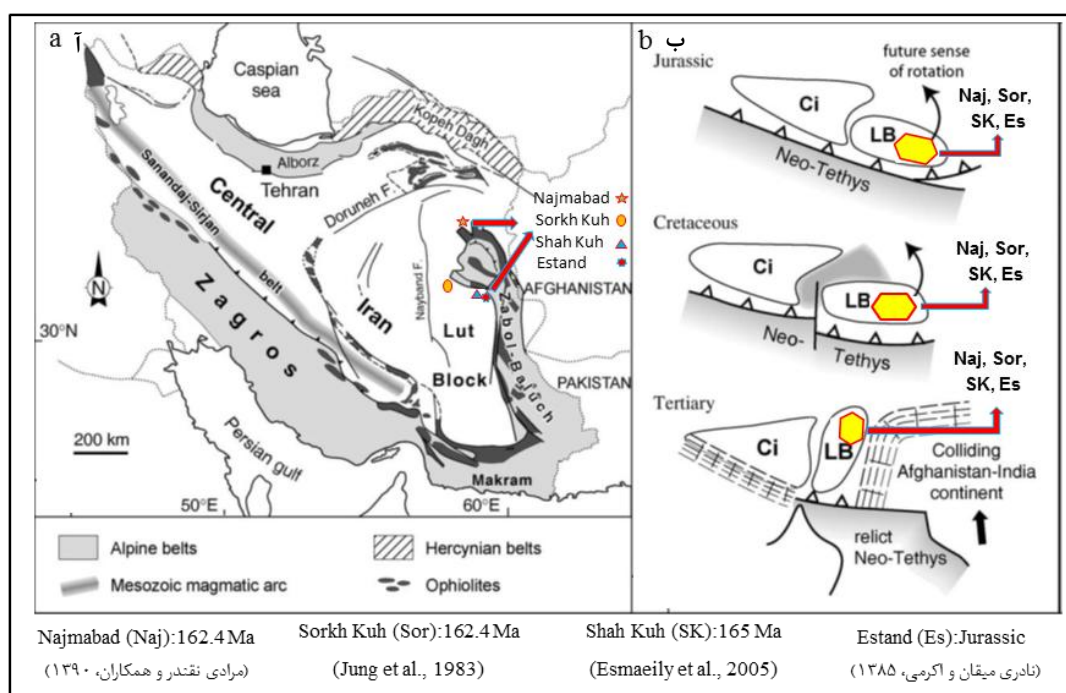 a آ
Caspian
sea
Kopeh Dagh
Alborz
Tehran
Sanandaj-Sirjan
belt
Central
Iran
Doruneh F.
Nayband F.
Najmabad
Sorkh Kuh
Shah Kuh
Estand
AFGHANISTAN
N
Zagros
30°N
Lut
Block
Zabol-Baluch
PAKISTAN
200 km
Persian gulf
Makram
50°E
60°E
Alpine belts
Hercynian belts
Mesozoic magmatic arc
Ophiolites
b ب
Jurassic
future sense
of rotation
Ci
LB
Naj, Sor,
SK, Es
Neo-Tethys
Cretaceous
Ci
LB
Naj, Sor,
SK, Es
Neo-
Tethys
Tertiary
Ci
LB
Naj, Sor,
SK, Es
Colliding
Afghanistan-India
continent
relict
Neo-Tethys
Najmabad (Naj):162.4 Ma
(مرادی نقندر و همکاران، ۱۳۹۰)
Sorkh Kuh (Sor):162.4 Ma
(Jung et al., 1983)
Shah Kuh (SK):165 Ma
(Esmaeily et al., 2005)
Estand (Es):Jurassic
(نادری میقان و اکرمی، ۱۳۸۵)